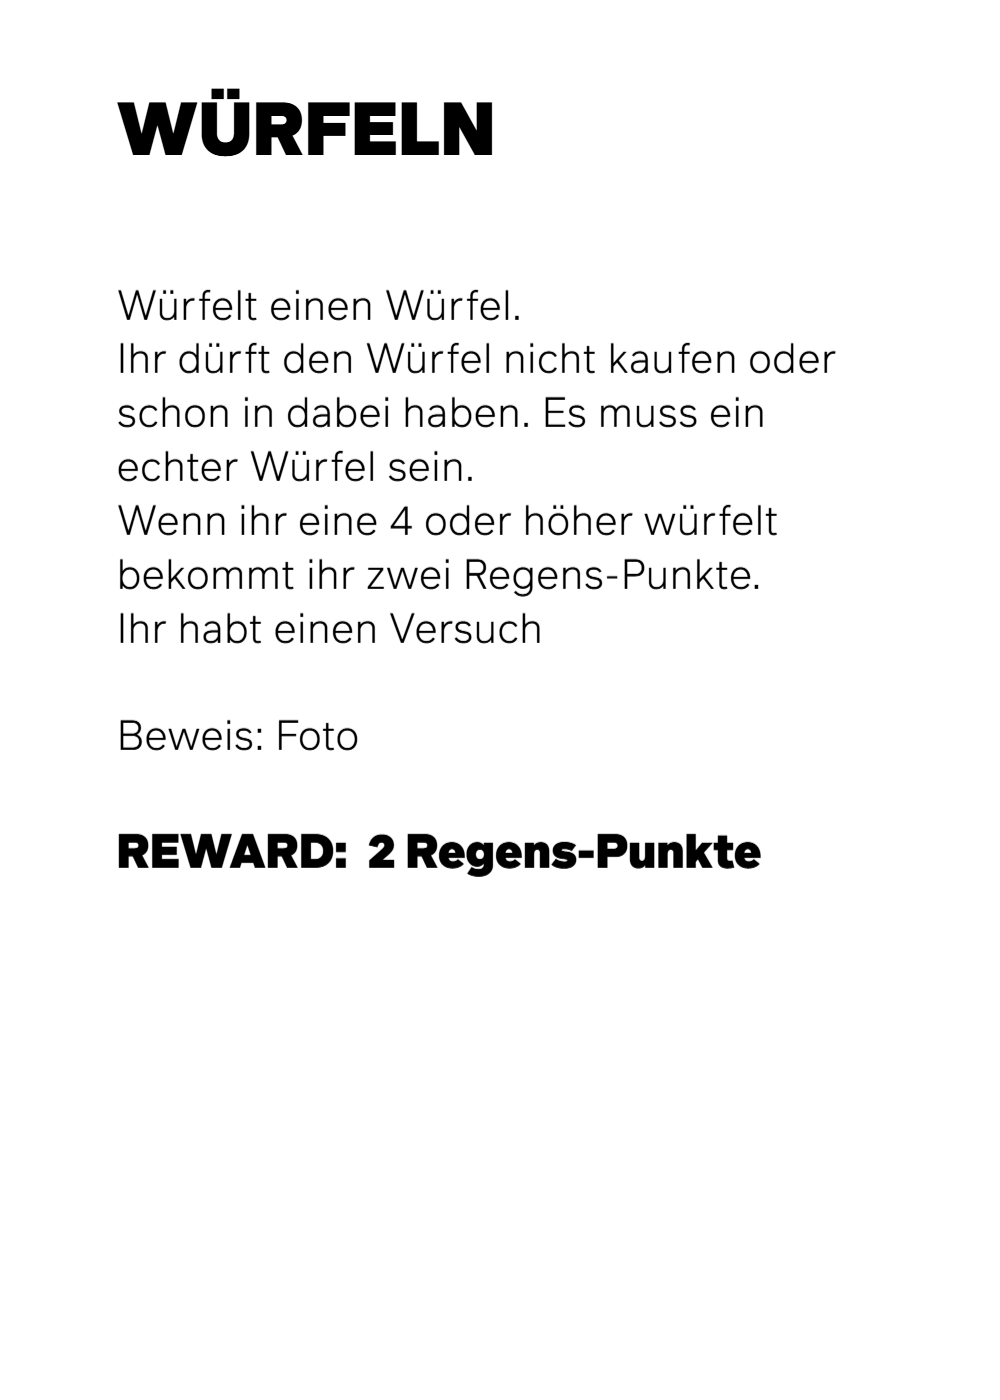 WÜRFELN
Würfelt einen Würfel.
Ihr dürft den Würfel nicht kaufen oder
schon in dabei haben. Es muss ein
echter Würfel sein.
Wenn ihr eine 4 oder höher würfelt
bekommt ihr zwei Regens-Punkte.
Ihr habt einen Versuch
Beweis: Foto
REWARD: 2 Regens-Punkte